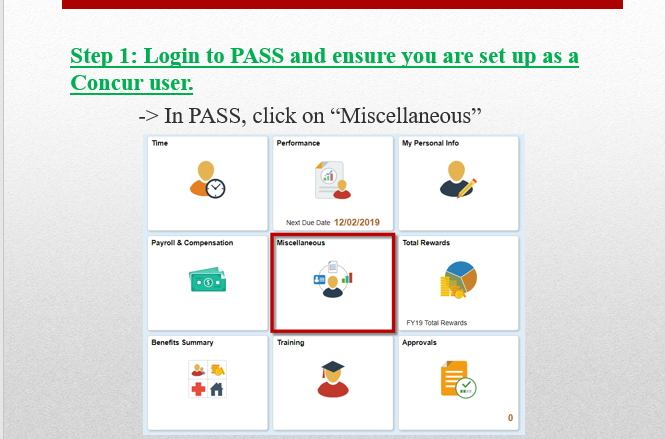 Step 1: Login to PASS and ensure you are set up as a
Concur user.
-> In PASS, click on “Miscellaneous”
Time
Performance
My Personal Info
Next Due Date 12/02/2019
Payroll & Compensation
Miscellaneous
Total Rewards
FY19 Total Rewards
Benefits Summary
Training
Approvals
0